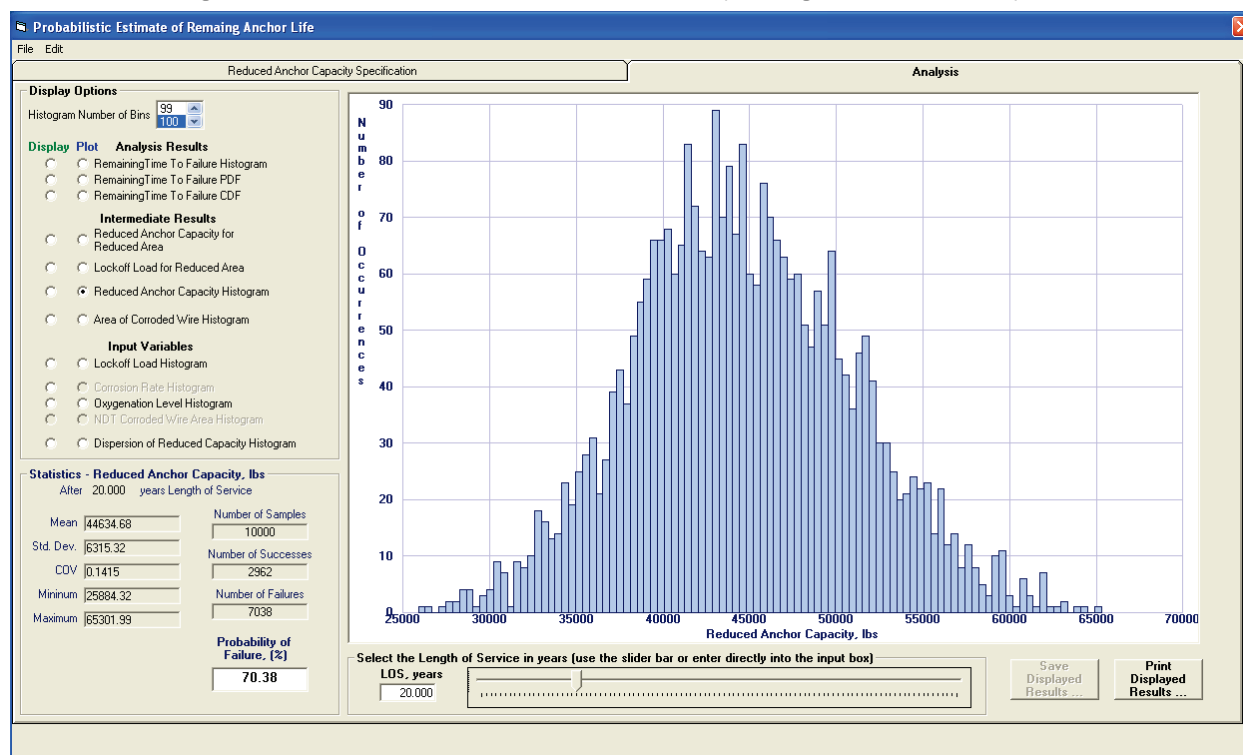 Probabilistic Estimate of Remaing Anchor Life
File Edit
Reduced Anchor Capacity Specification
Analysis
Display Options
Histogram Number of Bins 99
100
Display Plot Analysis Results
RemainingTime To Failure Histogram
RemainingTime To Failure PDF
RemainingTime To Failure CDF
Intermediate Results
Reduced Anchor Capacity for
Reduced Area
Lockoff Load for Reduced Area
Reduced Anchor Capacity Histogram
Area of Corroded Wire Histogram
Input Variables
Lockoff Load Histogram
Corrosion Rate Histogram
Oxygenation Level Histogram
NDT Corroded Wire Area Histogram
Dispersion of Reduced Capacity Histogram
Statistics - Reduced Anchor Capacity, lbs
After 20.000 years Length of Service
Mean 44634.68
Std. Dev. 6315.32
COV 0.1415
Mininum 25884.32
Maximum 65301.99
Number of Samples
10000
Number of Successes
2962
Number of Failures
7038
Probability of
Failure, (%)
70.38
Number of Occurrences
90
80
70
60
50
40
30
20
10
0
25000 30000 35000 40000 45000 50000 55000 60000 65000 70000
Reduced Anchor Capacity, lbs
Select the Length of Service in years (use the slider bar or enter directly into the input box)
LOS, years
20.000
Save
Displayed
Results ...
Print
Displayed
Results ...